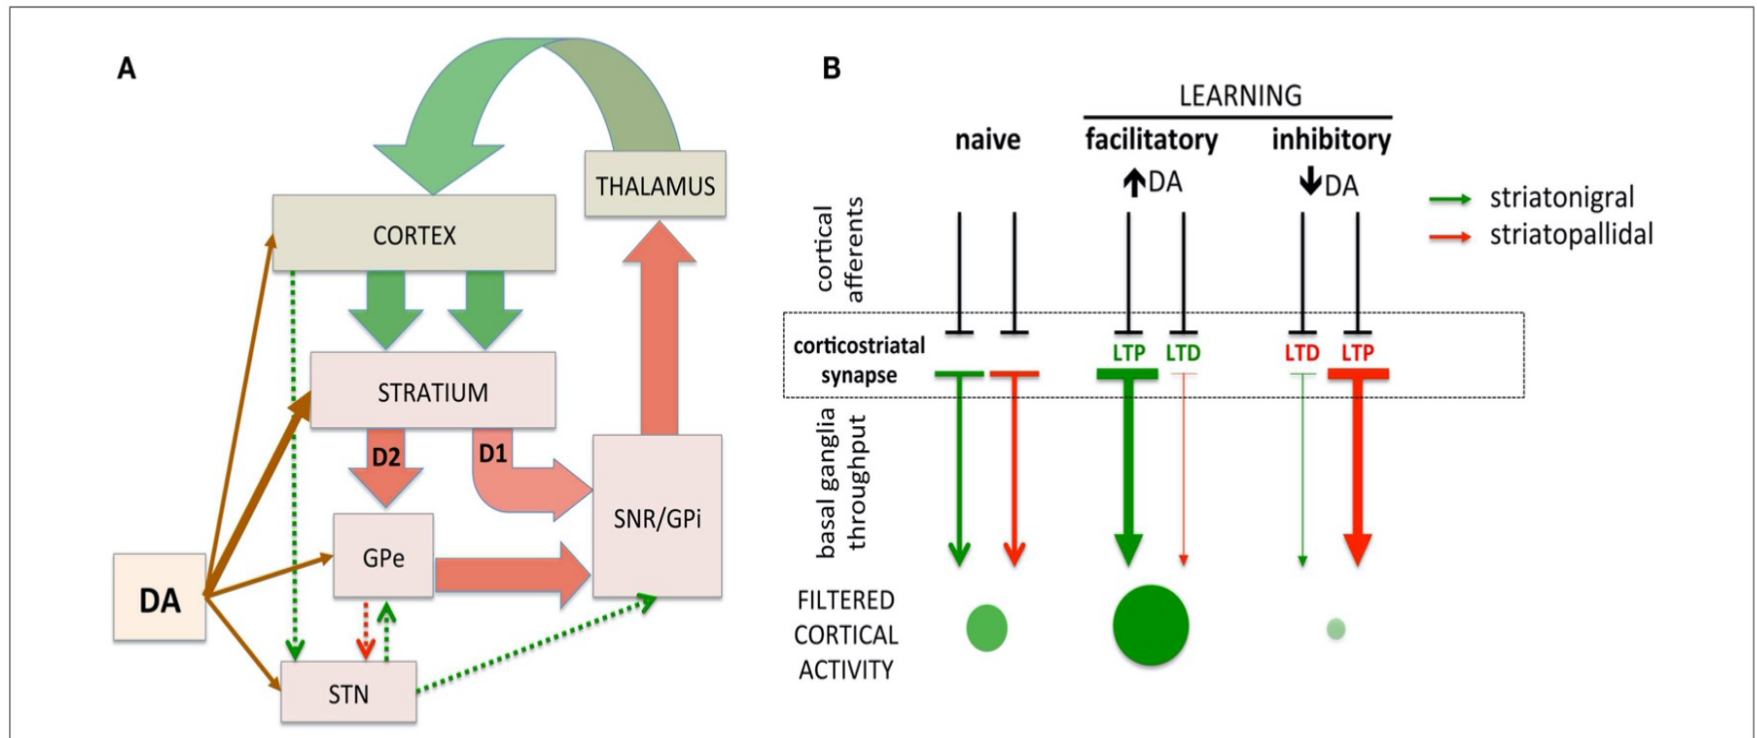 A
THALAMUS
CORTEX
STRATIUM
D2
D1
SNR/GPi
GPe
DA
STN
B
LEARNING
naive
facilitatory
inhibitory
↑DA
↓DA
striatonigral
striatopallidal
cortical
afferents
corticostriatal
synapse
LTP
LTD
LTD
LTP
basal ganglia
throughput
FILTERED
CORTICAL
ACTIVITY